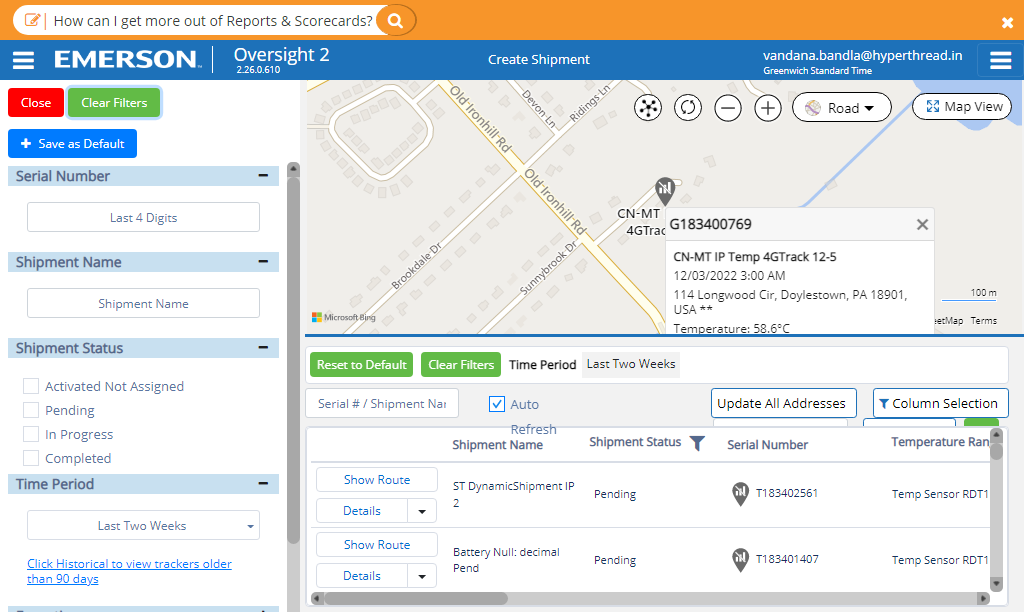 How can I get more out of Reports & Scorecards?
EMERSON
Oversight 2
2.26.0.610
Create Shipment
vandana.bandla@hyperthread.in
Greenwich Standard Time
Close
Clear Filters
Save as Default
Serial Number
Last 4 Digits
Shipment Name
Shipment Name
Shipment Status
Activated Not Assigned
Pending
In Progress
Completed
Time Period
Last Two Weeks
Click Historical to view trackers older
than 90 days
Old Ironhill Rd
Devon Ln
Ridings Ln
Road
Map View
Old Ironhill Rd
Brookdale Dr
Sunnybrook Dr
CN-MT
4GTrac
G183400769
CN-MT IP Temp 4GTrack 12-5
12/03/2022 3:00 AM
114 Longwood Cir, Doylestown, PA 18901,
USA **
Temperature: 58.6°C
100 m
Microsoft Bing
eetMap Terms
Reset to Default
Clear Filters
Time Period
Last Two Weeks
Serial # / Shipment Nar
Auto
Refresh
Update All Addresses
Column Selection
Shipment Name
Shipment Status
Serial Number
Temperature Ran
Show Route
Details
ST DynamicShipment IP
2
Pending
T183402561
Temp Sensor RDT1
Show Route
Details
Battery Null: decimal
Pend
Pending
T183401407
Temp Sensor RDT1